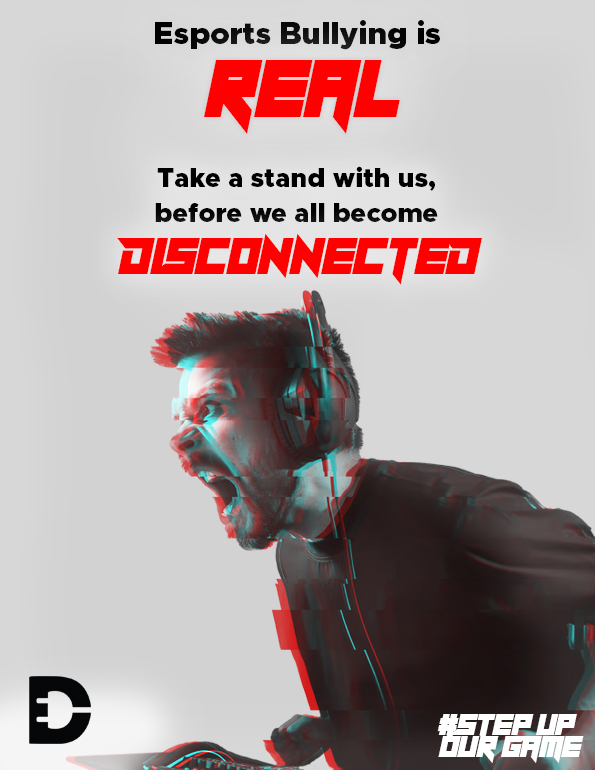 Esports Bullying is
REAL
Take a stand with us,
before we all become
DISCONNECTED
#STEP UP
OUR GAME